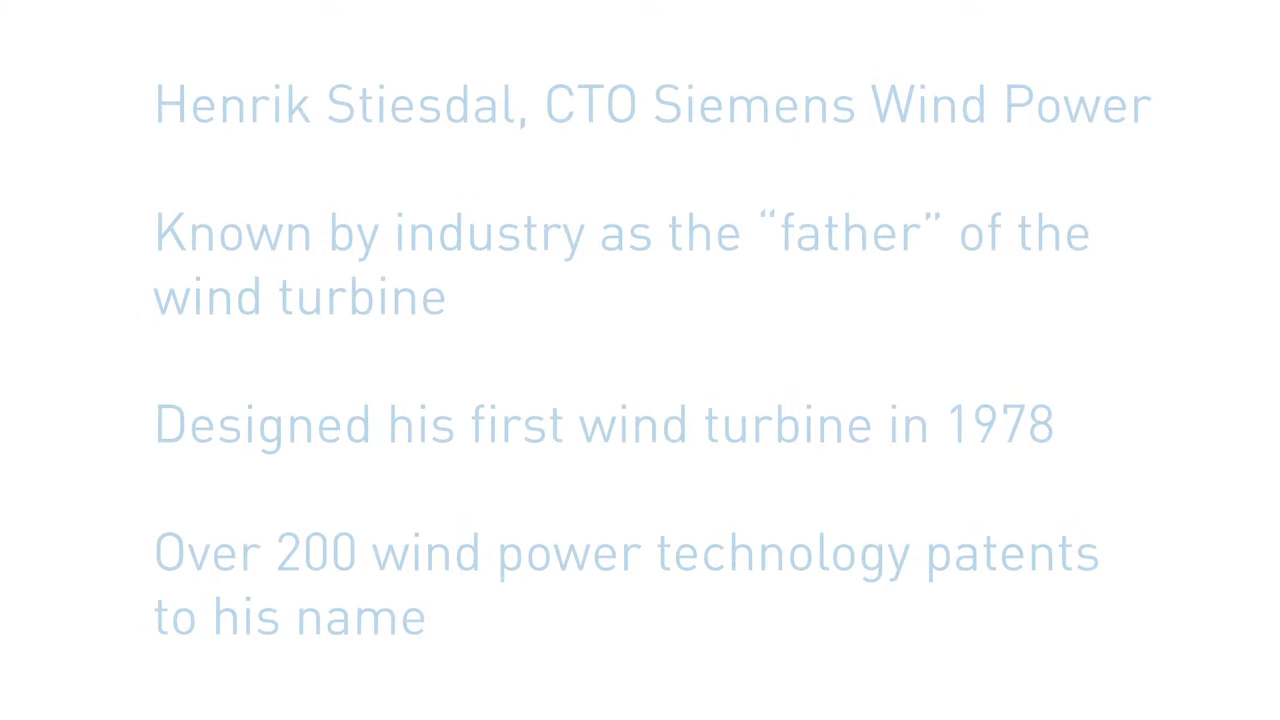 Henrik Stiesdal, CTO Siemens Wind Power
Known by industry as the “father” of the
wind turbine
Designed his first wind turbine in 1978
Over 200 wind power technology patents
to his name